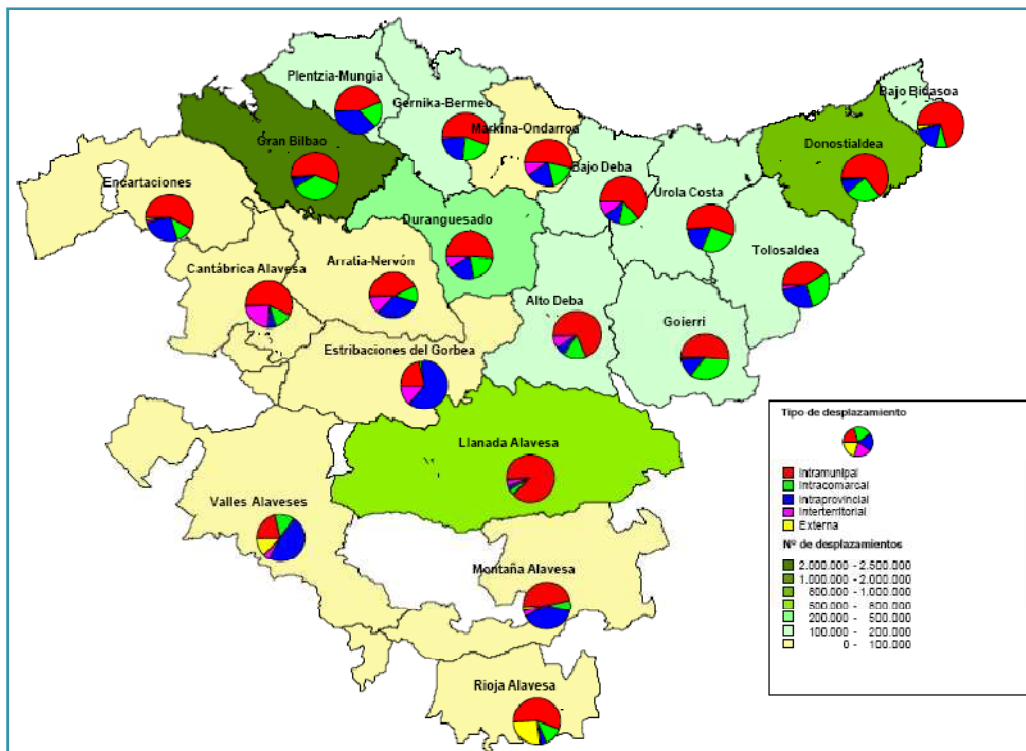 Plentzia-Mungia
Gernika-Bermeo
Bajo Bidasoa
Markina-Ondarroa
Gran Bilbao
Donostialdea
Bajo Deba
Encartaciones
Urola Costa
Duranguesado
Tolosaldea
Cantábrica Alavesa
Arratia-Nervón
Alto Deba
Goierri
Estribaciones del Gorbea
Llanada Alavesa
Valles Alaveses
Montaña Alavesa
Rioja Alavesa
Tipo de desplazamiento
Intramunipal
Intracomarcal
Intraprovincial
Interterritorial
Externa
Nº de desplazamientos
2.000.000 - 2.500.000
1.000.000 - 2.000.000
800.000 - 1.000.000
500.000 - 800.000
200.000 - 500.000
100.000 - 200.000
0 - 100.000